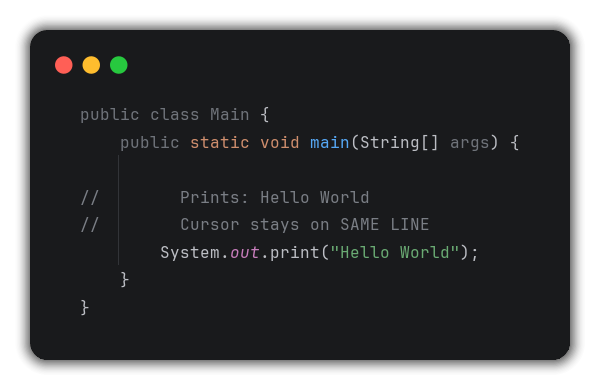 public class Main {
    public static void main(String[] args) {

//        Prints: Hello World
//        Cursor stays on SAME LINE
        System.out.print("Hello World");
    }
}